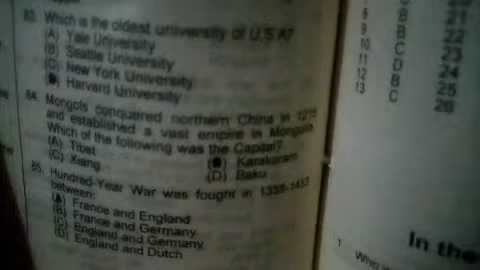 83. Which is the oldest university of U.S.A?
(A) Yale University
(B) Seattle University
(C) New York University
Harvard University
84. Mongols conquered northern China in 1215
and established a vast empire in Mongolia.
Which of the following was the Capital?
(A) Tibet
Karakoram
(C) Xiang
(D) Baku
85. Hundred-Year War was fought in 1338-1453
between:
(A) France and England
(B) France and Germany
(C) England and Germany
(D) England and Dutch
8 B 21
9 B 22
10 C 23
11 D 24
12 B 25
13 C 26
In the
1 Who